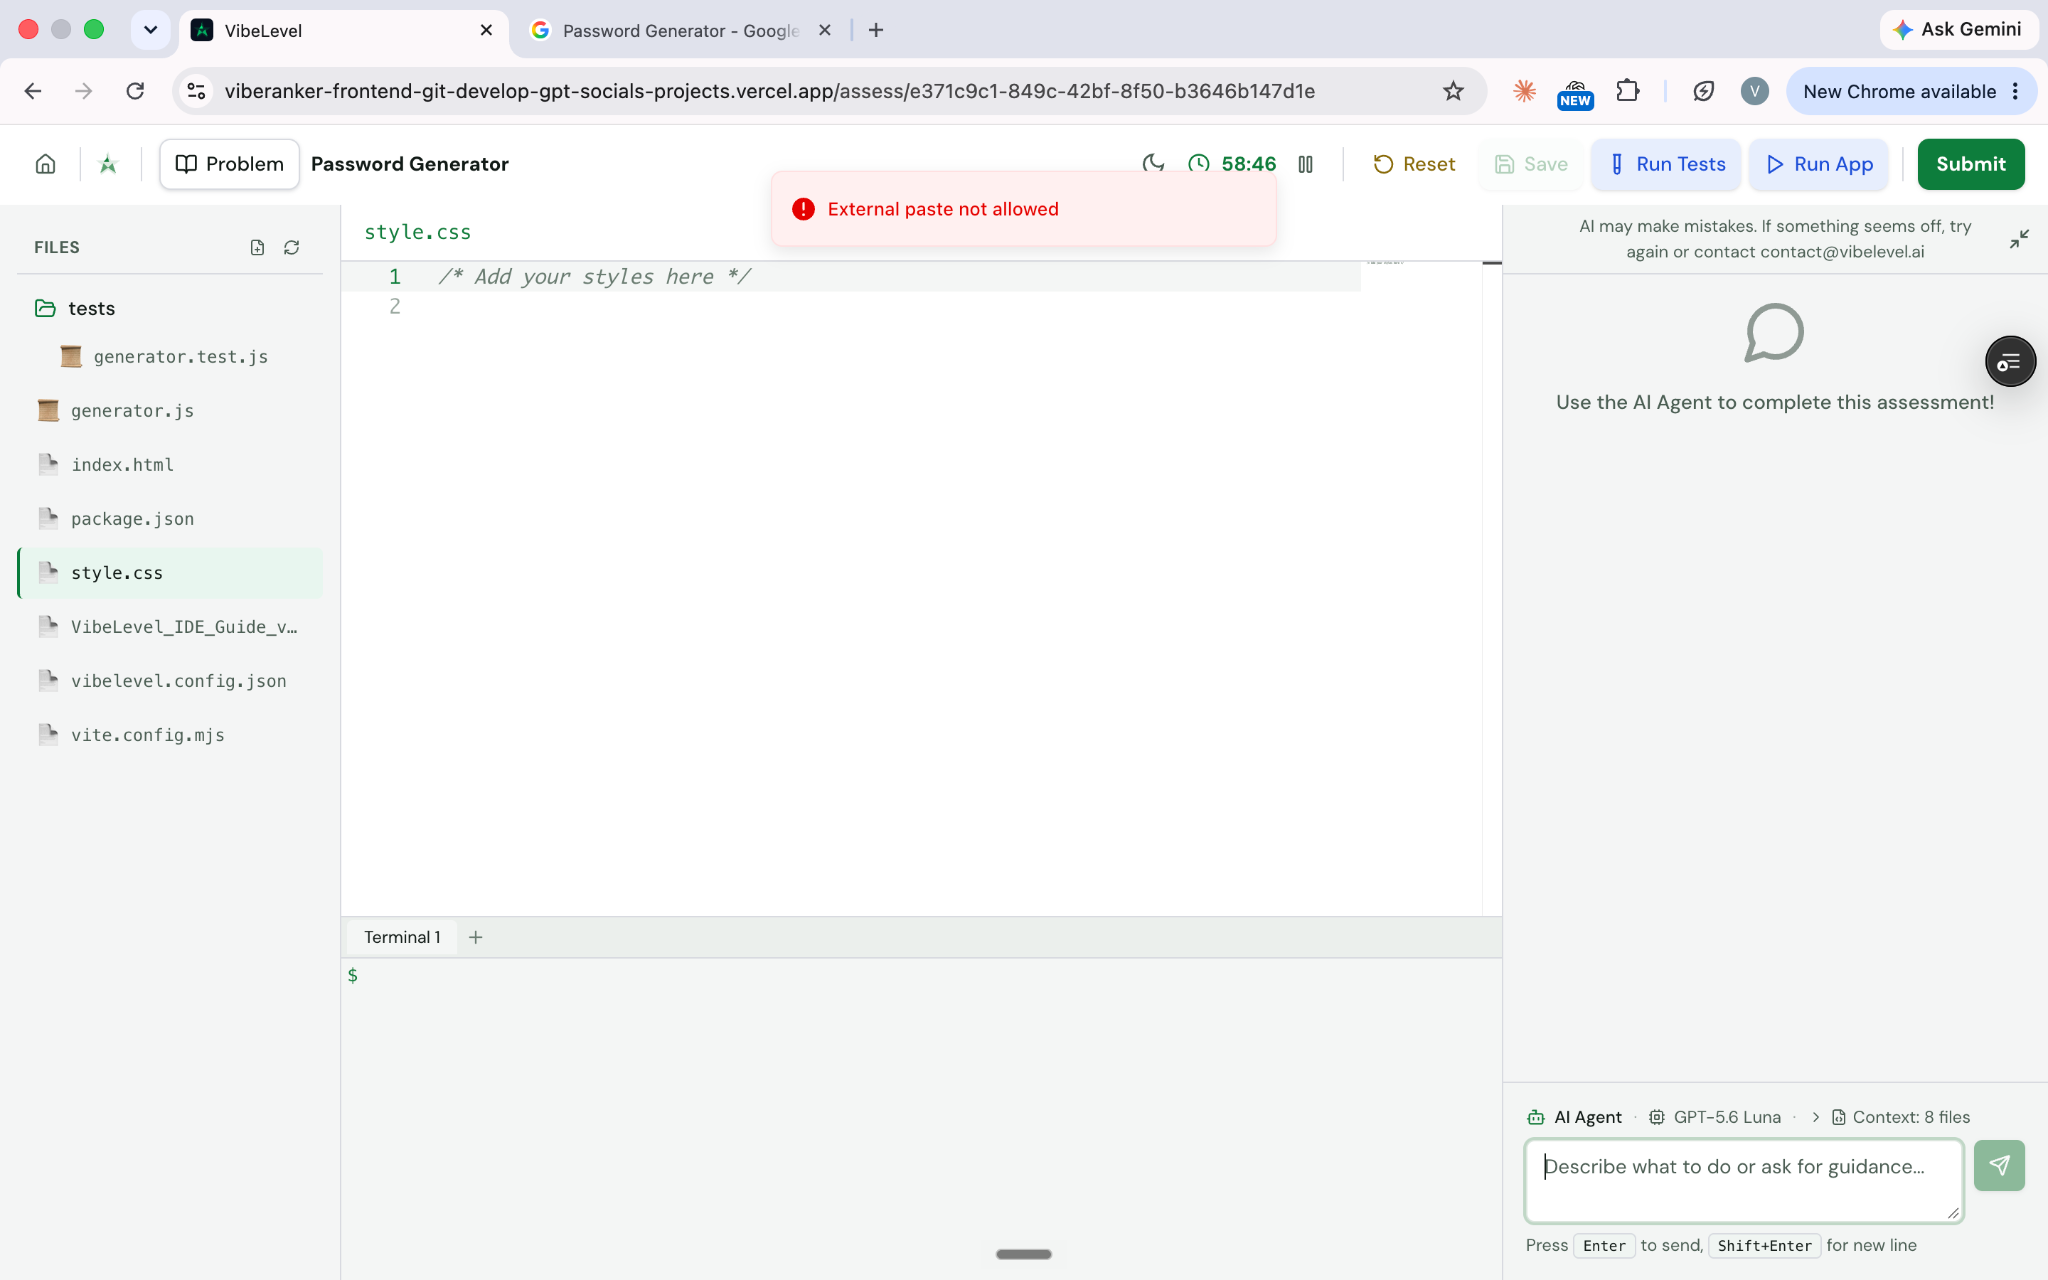 VibeLevel
Password Generator - Google
Ask Gemini
viberanker-frontend-git-develop-gpt-socials-projects.vercel.app/assess/e371c9c1-849c-42bf-8f50-b3646b147d1e
NEW
V
New Chrome available
Problem
Password Generator
58:46
Reset
Save
Run Tests
Run App
Submit
External paste not allowed
FILES
tests
generator.test.js
generator.js
index.html
package.json
style.css
VibeLevel_IDE_Guide_v…
vibelevel.config.json
vite.config.mjs
style.css
1 /* Add your styles here */
2
Terminal 1
$
AI may make mistakes. If something seems off, try
again or contact contact@vibelevel.ai
Use the AI Agent to complete this assessment!
AI Agent · GPT-5.6 Luna · > Context: 8 files
Describe what to do or ask for guidance...
Press Enter to send, Shift+Enter for new line